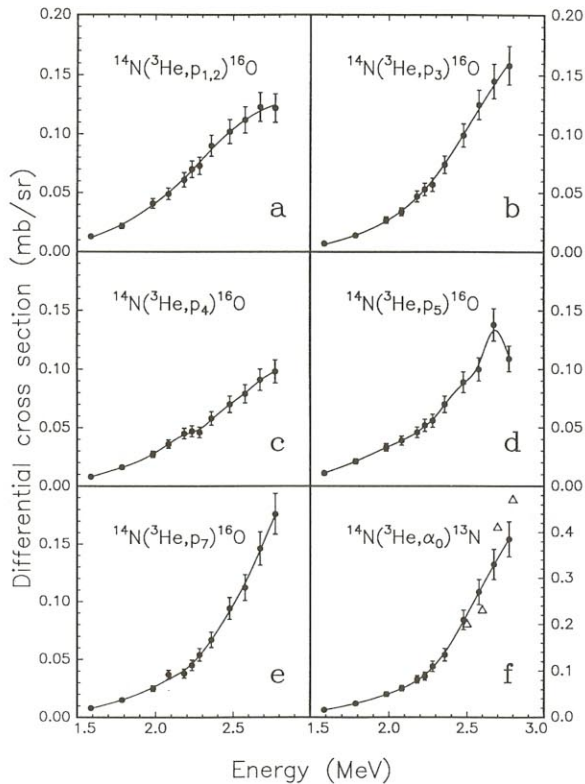 0.20
0.15
0.10
0.05
0.00
¹⁴N(³He,p₁,₂)¹⁶O
a
¹⁴N(³He,p₃)¹⁶O
b
0.20
0.15
0.10
0.05
0.00
0.15
0.10
0.05
0.00
¹⁴N(³He,p₄)¹⁶O
c
¹⁴N(³He,p₅)¹⁶O
d
0.15
0.10
0.05
0.00
0.15
0.10
0.05
0.00
¹⁴N(³He,p₇)¹⁶O
e
¹⁴N(³He,α₀)¹³N
f
0.4
0.3
0.2
0.1
0.0
1.5
2.0
2.5
1.5
2.0
2.5
3.0
Differential cross section (mb/sr)
Energy (MeV)